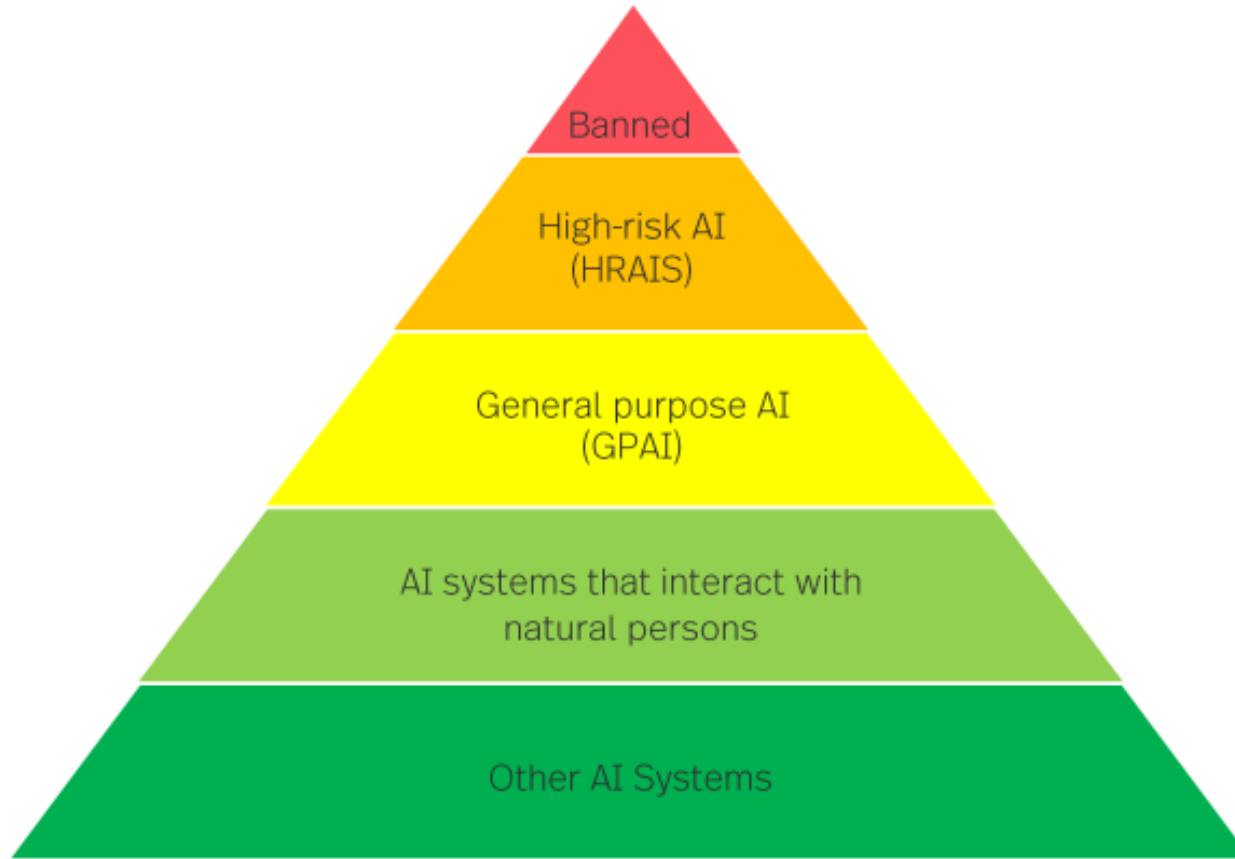 Banned
High-risk AI
(HRAIS)
General purpose AI
(GPAI)
AI systems that interact with
natural persons
Other AI Systems